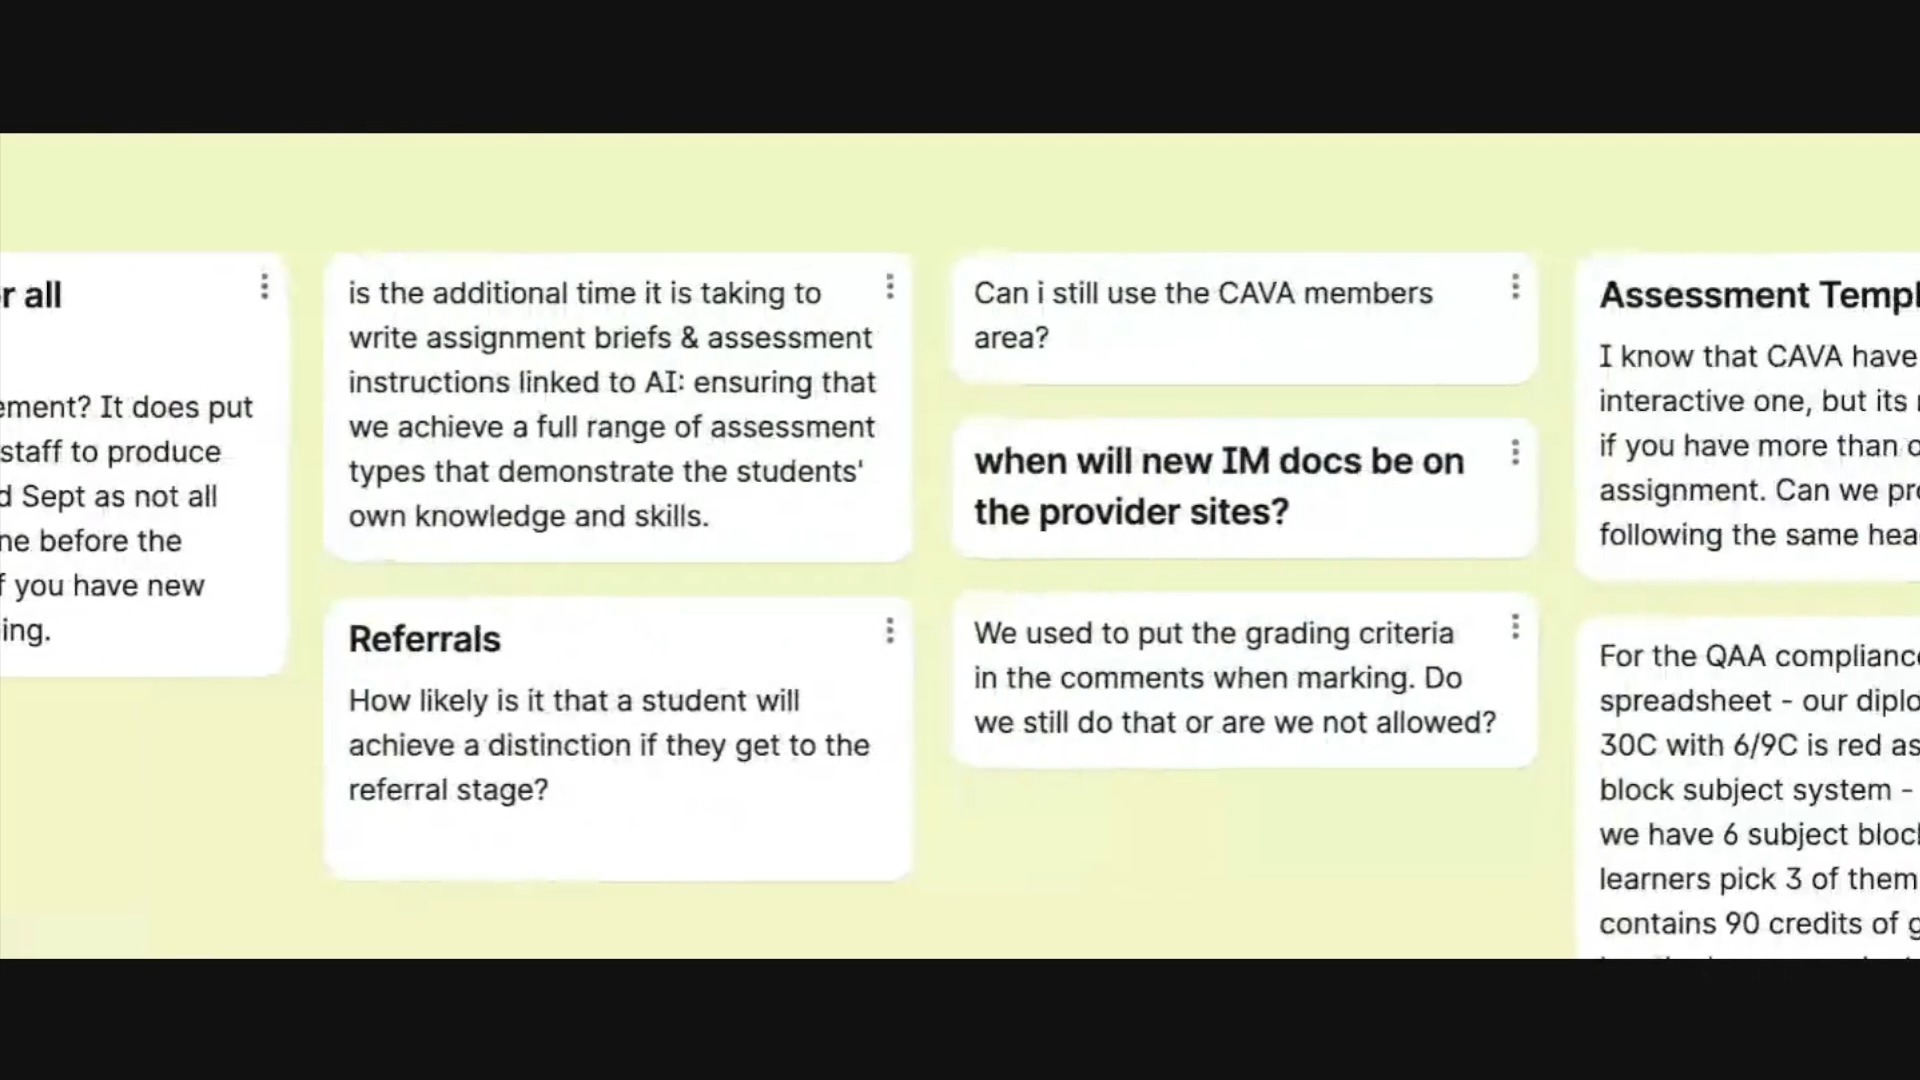 r all
ement? It does put
staff to produce
d Sept as not all
ne before the
f you have new
ing.
is the additional time it is taking to
write assignment briefs & assessment
instructions linked to AI: ensuring that
we achieve a full range of assessment
types that demonstrate the students'
own knowledge and skills.
Referrals
How likely is it that a student will
achieve a distinction if they get to the
referral stage?
Can i still use the CAVA members
area?
when will new IM docs be on
the provider sites?
We used to put the grading criteria
in the comments when marking. Do
we still do that or are we not allowed?
Assessment Templ
I know that CAVA have
interactive one, but its
if you have more than
assignment. Can we pr
following the same hea
For the QAA compliance
spreadsheet - our diplo
30C with 6/9C is red as
block subject system -
we have 6 subject block
learners pick 3 of them
contains 90 credits of g